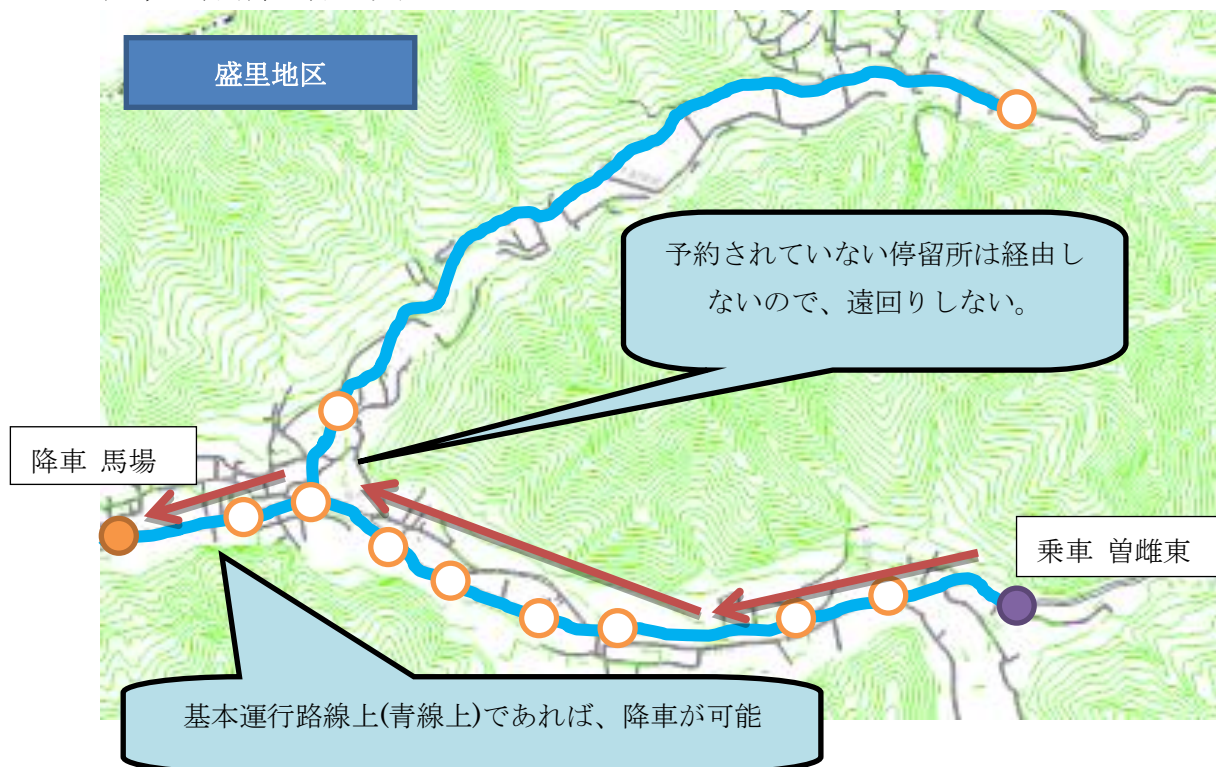 盛里地区
予約されていない停留所は経由し
ないので、遠回りしない。
降車 馬場
乗車 曽雌東
基本運行路線上(青線上)であれば、降車が可能